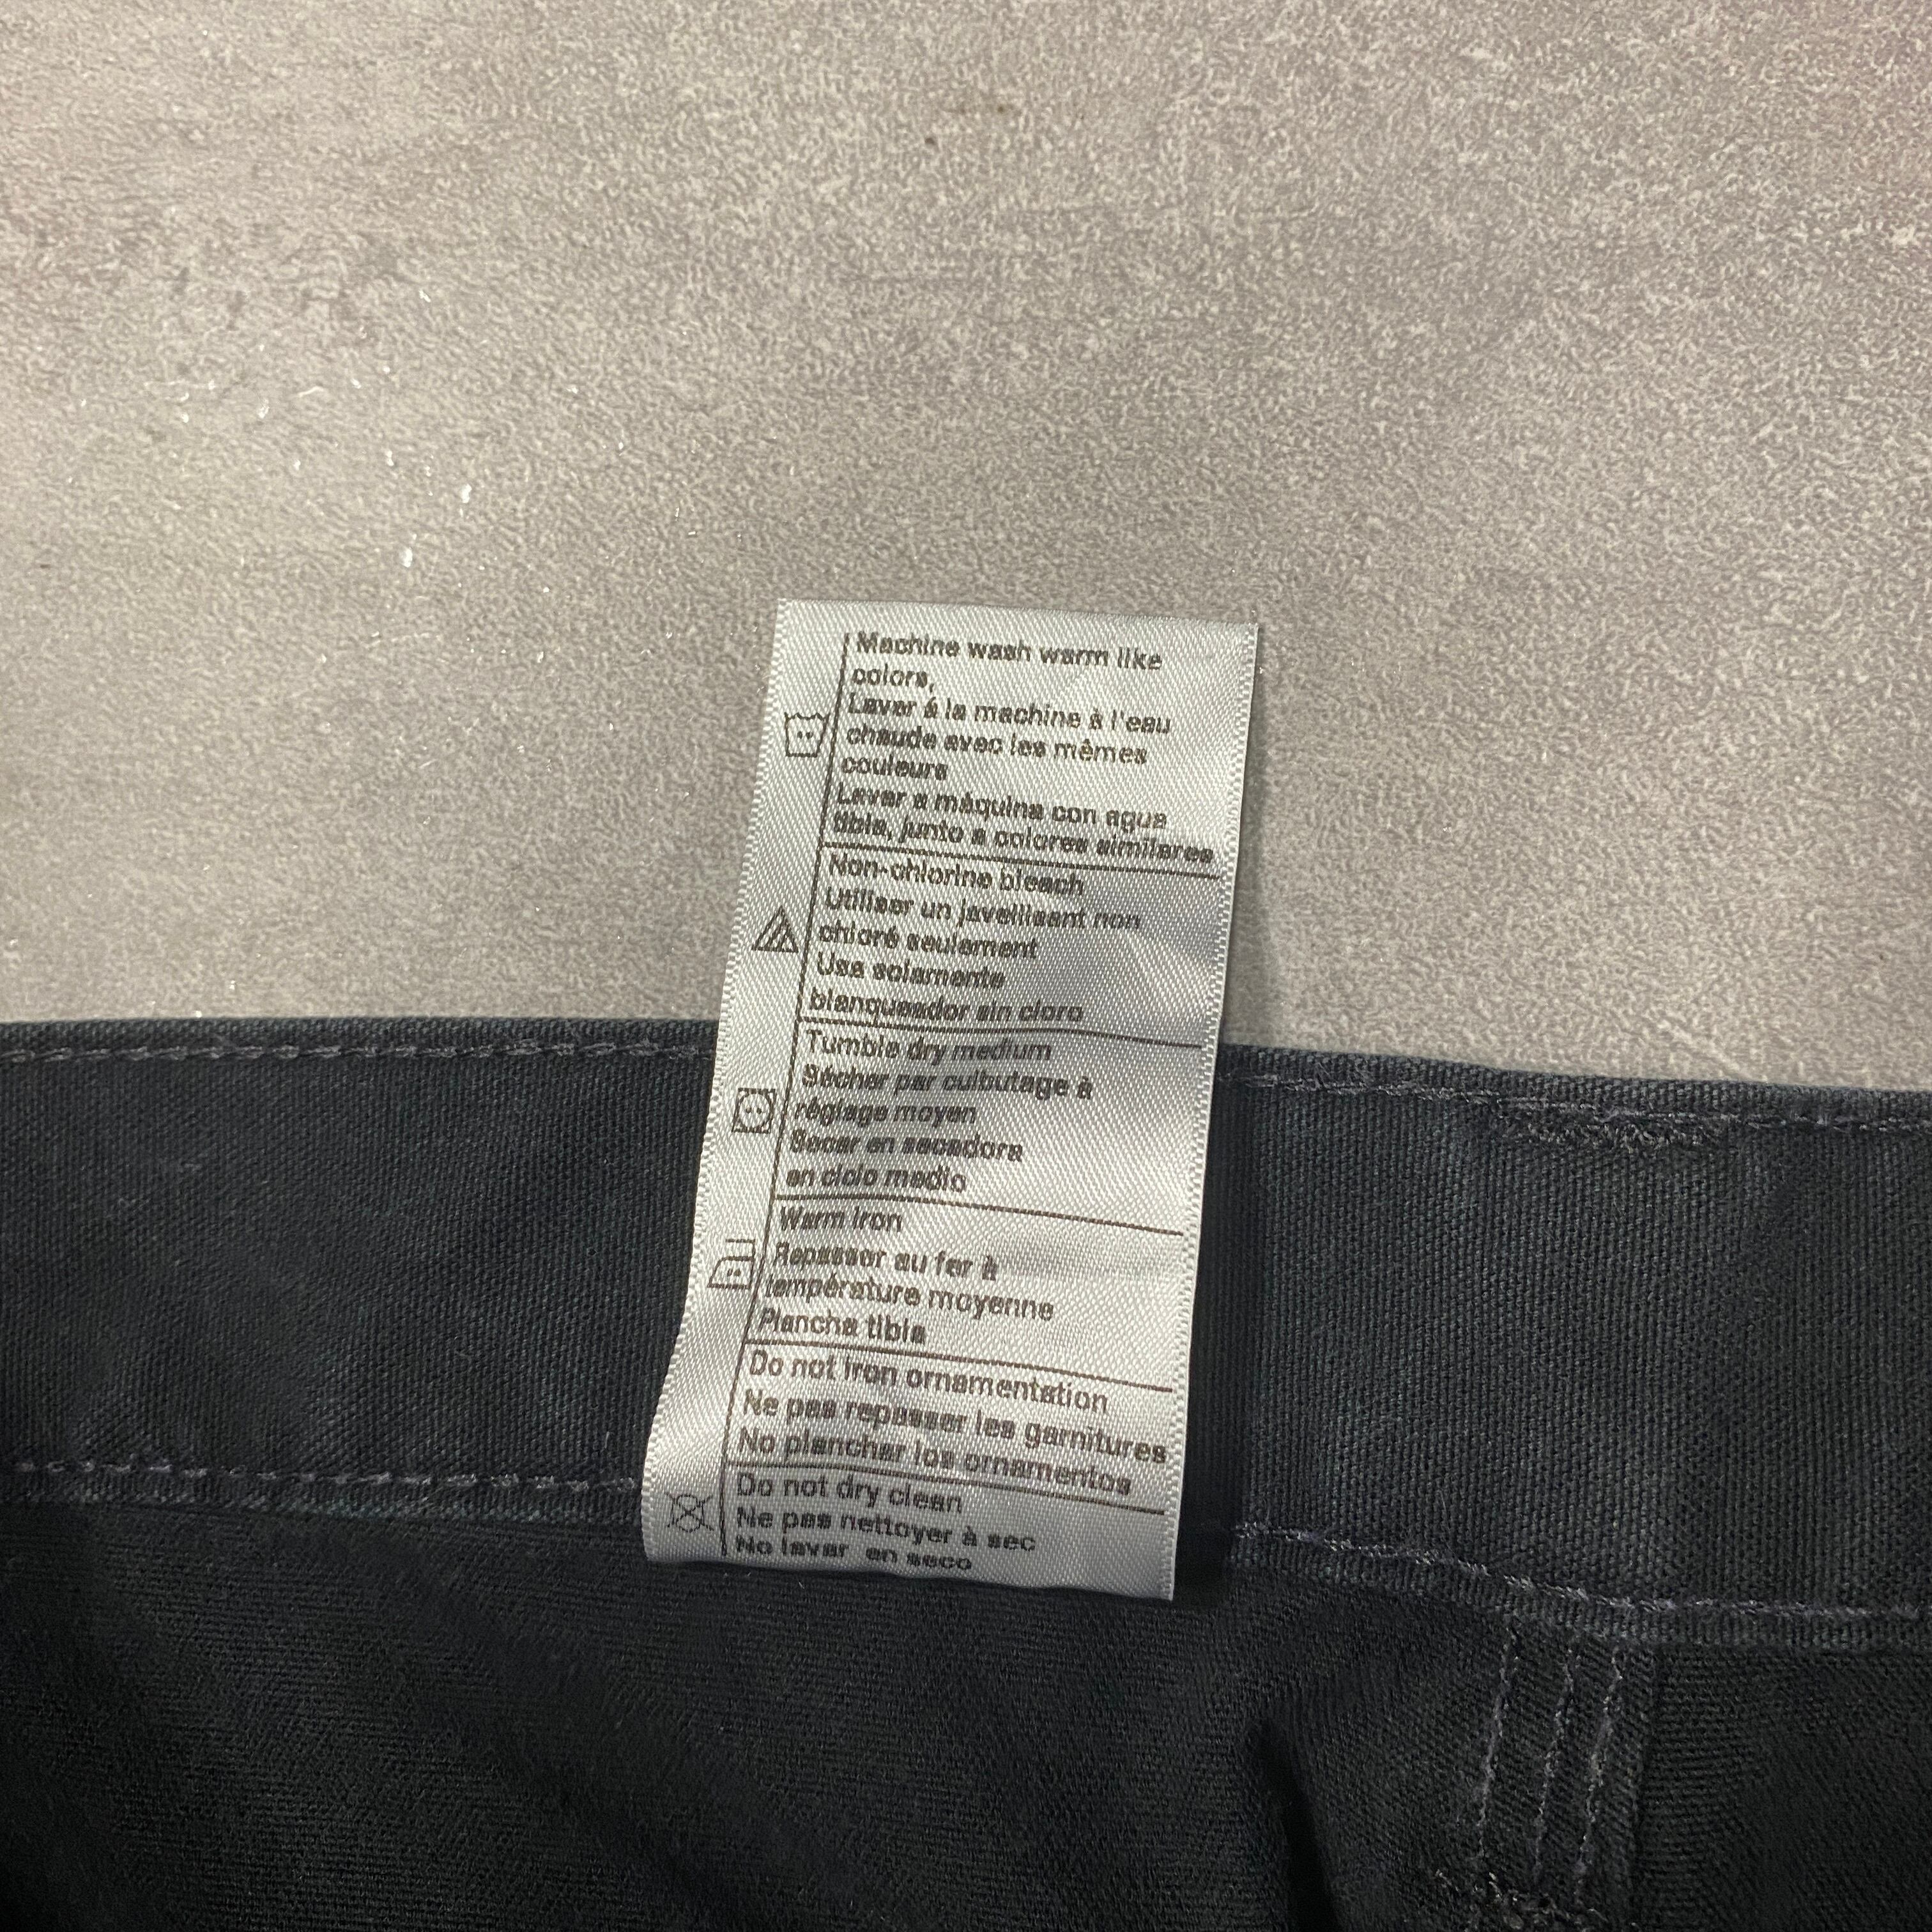 Machine wash warm like
colors,
Laver á la machine à l'eau
chaude avec les mêmes
couleurs
Lavar a máquina con agua
tibia, junto a colores similares
Non-chlorine bleach
Utiliser un javellisant non
chloré seulement
Use solamente
blanqueador sin cloro
Tumble dry medium
Sécher par culbutage à
réglage moyen
Secar en secadora
en ciclo medio
Warm iron
Repasser au fer à
température moyenne
Plancha tibia
Do not iron ornamentation
Ne pas repasser les garnitures
No planchar los ornamentos
Do not dry clean
Ne pas nettoyer à sec
No lavar en seco